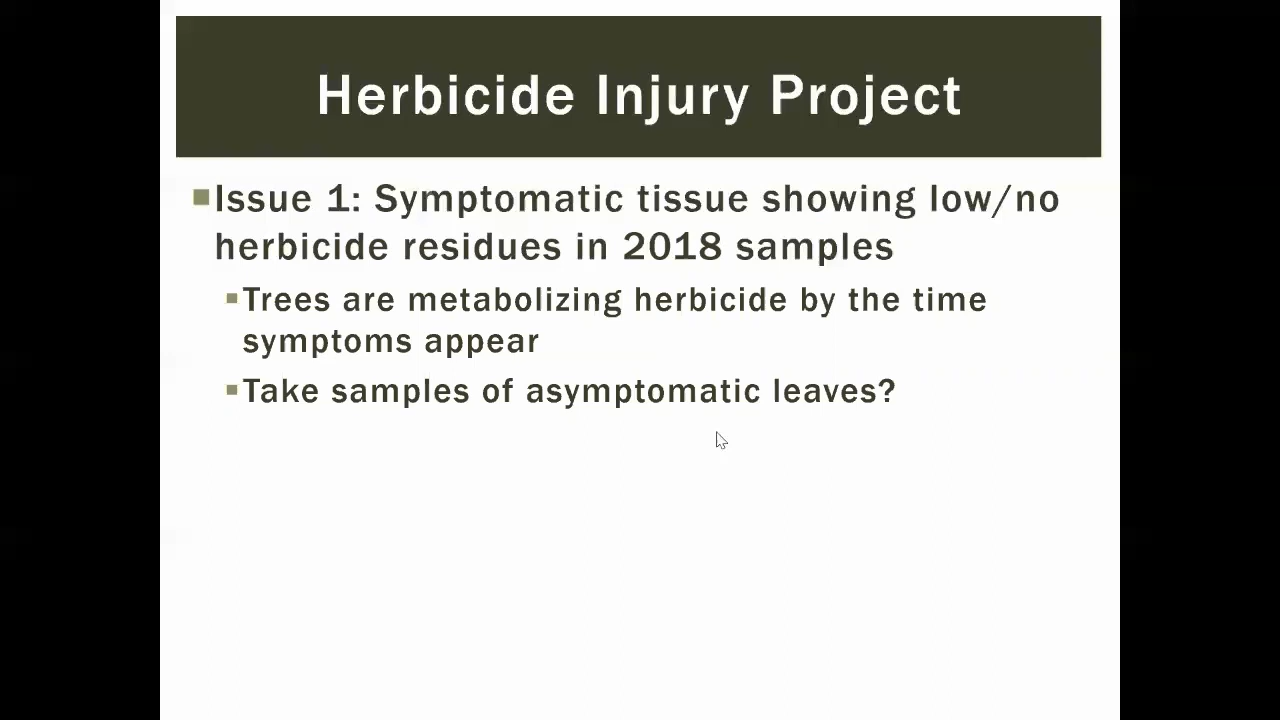 Herbicide Injury Project
Issue 1: Symptomatic tissue showing low/no
herbicide residues in 2018 samples
Trees are metabolizing herbicide by the time
symptoms appear
Take samples of asymptomatic leaves?